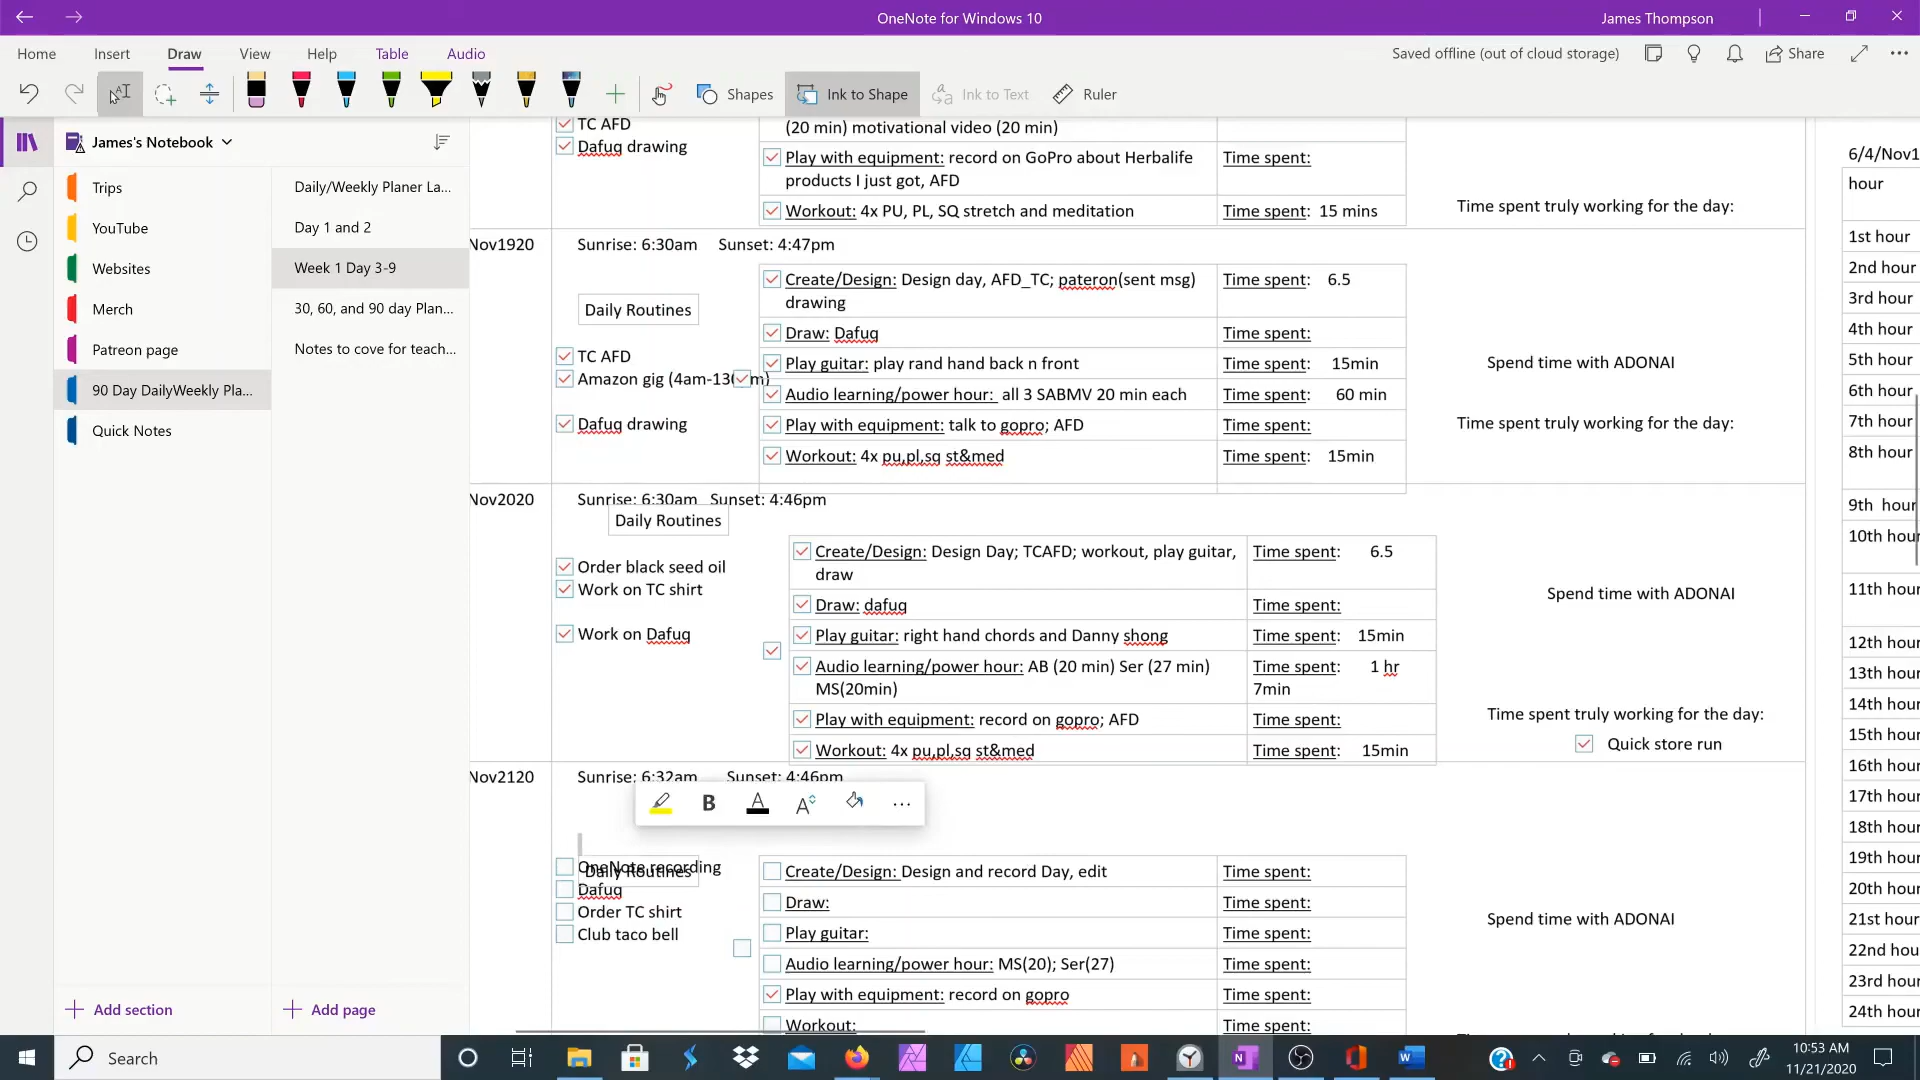 OneNote for Windows 10
James Thompson
Home Insert Draw View Help Table Audio
Saved offline (out of cloud storage) Share
Shapes Ink to Shape Ink to Text Ruler
James's Notebook
Trips
YouTube
Websites
Merch
Patreon page
90 Day DailyWeekly Pla...
Quick Notes
Add section
Daily/Weekly Planer La...
Day 1 and 2
Week 1 Day 3-9
30, 60, and 90 day Plan...
Notes to cove for teach...
Add page
TC AFD
Dafuq drawing
(20 min) motivational video (20 min)
Play with equipment: record on GoPro about Herbalife Time spent:
products I just got, AFD
Workout: 4x PU, PL, SQ stretch and meditation Time spent: 15 mins
Time spent truly working for the day:
Nov1920 Sunrise: 6:30am Sunset: 4:47pm
Daily Routines
TC AFD
Amazon gig (4am-13
m)
Dafuq drawing
Create/Design: Design day, AFD_TC; pateron(sent msg) Time spent: 6.5
drawing
Draw: Dafuq Time spent:
Play guitar: play rand hand back n front Time spent: 15min
Audio learning/power hour: all 3 SABMV 20 min each Time spent: 60 min
Play with equipment: talk to gopro; AFD Time spent:
Workout: 4x pu,pl,sq st&med Time spent: 15min
Spend time with ADONAI
Time spent truly working for the day:
Nov2020 Sunrise: 6:30am Sunset: 4:46pm
Daily Routines
Order black seed oil
Work on TC shirt
Work on Dafuq
Create/Design: Design Day; TCAFD; workout, play guitar, Time spent: 6.5
draw
Draw: dafuq Time spent:
Play guitar: right hand chords and Danny shong Time spent: 15min
Audio learning/power hour: AB (20 min) Ser (27 min) Time spent: 1 hr
MS(20min) 7min
Play with equipment: record on gopro; AFD Time spent:
Workout: 4x pu,pl,sq st&med Time spent: 15min
Spend time with ADONAI
Time spent truly working for the day:
Quick store run
Nov2120 Sunrise: 6:32am Sunset: 4:46pm
B A A
OneNote recording
Daily Routines
Dafuq
Order TC shirt
Club taco bell
Create/Design: Design and record Day, edit Time spent:
Draw: Time spent:
Play guitar: Time spent:
Audio learning/power hour: MS(20); Ser(27) Time spent:
Play with equipment: record on gopro Time spent:
Workout: Time spent:
Spend time with ADONAI
6/4/Nov1
hour
1st hour
2nd hour
3rd hour
4th hour
5th hour
6th hour
7th hour
8th hour
9th hour
10th hour
11th hour
12th hour
13th hour
14th hour
15th hour
16th hour
17th hour
18th hour
19th hour
20th hour
21st hour
22nd hour
23rd hour
24th hour
Search
10:53 AM
11/21/2020